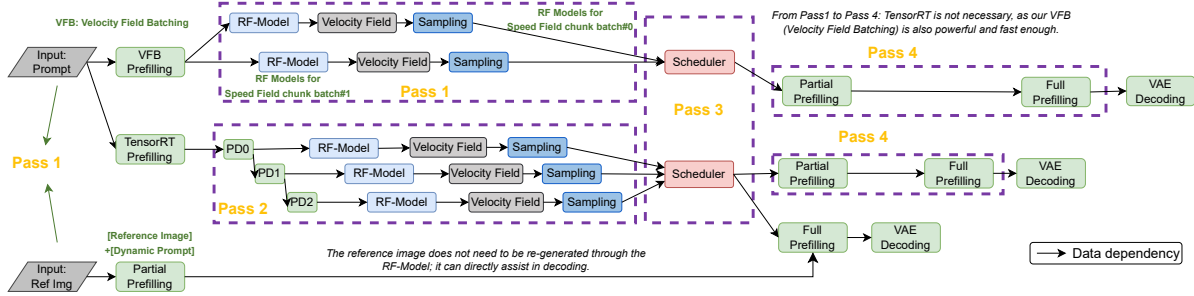 VFB: Velocity Field Batching
RF-Model
Velocity Field
Sampling
RF Models for
Speed Field chunk batch#0
From Pass1 to Pass 4: TensorRT is not necessary, as our VFB
(Velocity Field Batching) is also powerful and fast enough.
Input:
Prompt
VFB
Prefilling
RF-Model
Velocity Field
Sampling
RF Models for
Speed Field chunk batch#1
Pass 1
Scheduler
Pass 3
Pass 4
Partial
Prefilling
Full
Prefilling
VAE
Decoding
Pass 1
TensorRT
Prefilling
PD0
RF-Model
Velocity Field
Sampling
PD1
RF-Model
Velocity Field
Sampling
PD2
RF-Model
Velocity Field
Sampling
Pass 2
Scheduler
Pass 4
Partial
Prefilling
Full
Prefilling
VAE
Decoding
Full
Prefilling
VAE
Decoding
[Reference Image]
+[Dynamic Prompt]
Input:
Ref Img
Partial
Prefilling
The reference image does not need to be re-generated through the
RF-Model; it can directly assist in decoding.
Data dependency